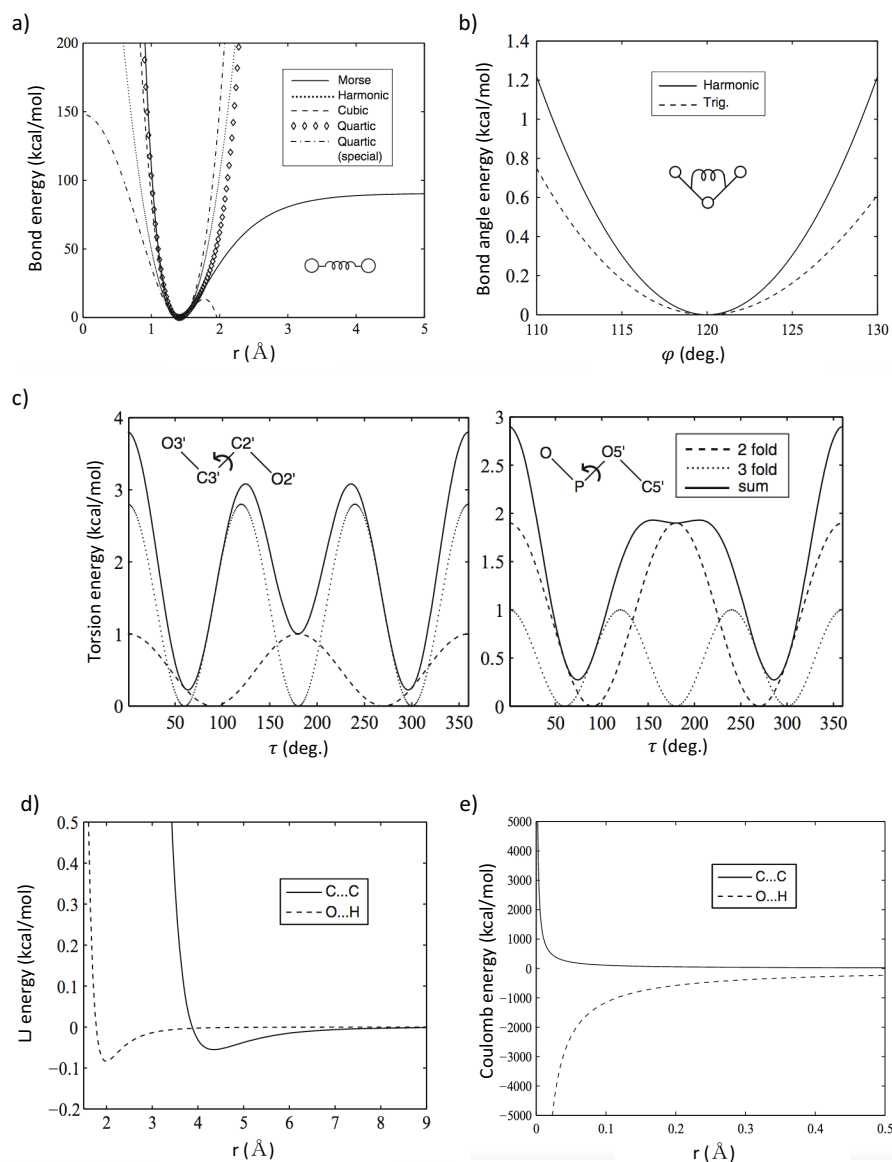 a)
Bond energy (kcal/mol)
200
150
100
50
0
0 1 2 3 4 5
r (Å)
Morse
Harmonic
Cubic
Quartic
Quartic
(special)
b)
Bond angle energy (kcal/mol)
1.4
1.2
1
0.8
0.6
0.4
0.2
0
110 115 120 125 130
φ (deg.)
Harmonic
Trig.
c)
Torsion energy (kcal/mol)
4
3
2
1
0
50 100 150 200 250 300 350
τ (deg.)
O3' C2'
C3' O2'
3
2.5
2
1.5
1
0.5
0
50 100 150 200 250 300 350
τ (deg.)
O O5'
P C5'
2 fold
3 fold
sum
d)
LJ energy (kcal/mol)
0.5
0.4
0.3
0.2
0.1
0
−0.1
−0.2
2 3 4 5 6 7 8 9
r (Å)
C...C
O...H
e)
Coulomb energy (kcal/mol)
5000
4000
3000
2000
1000
0
−1000
−2000
−3000
−4000
−5000
0 0.1 0.2 0.3 0.4 0.5
r (Å)
C...C
O...H